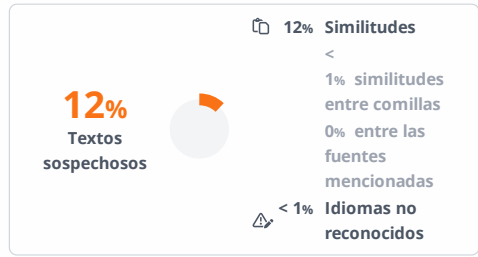 12%
Textos
sospechosos
12% Similitudes
<
1% similitudes
entre comillas
0% entre las
fuentes
mencionadas
< 1% Idiomas no
reconocidos